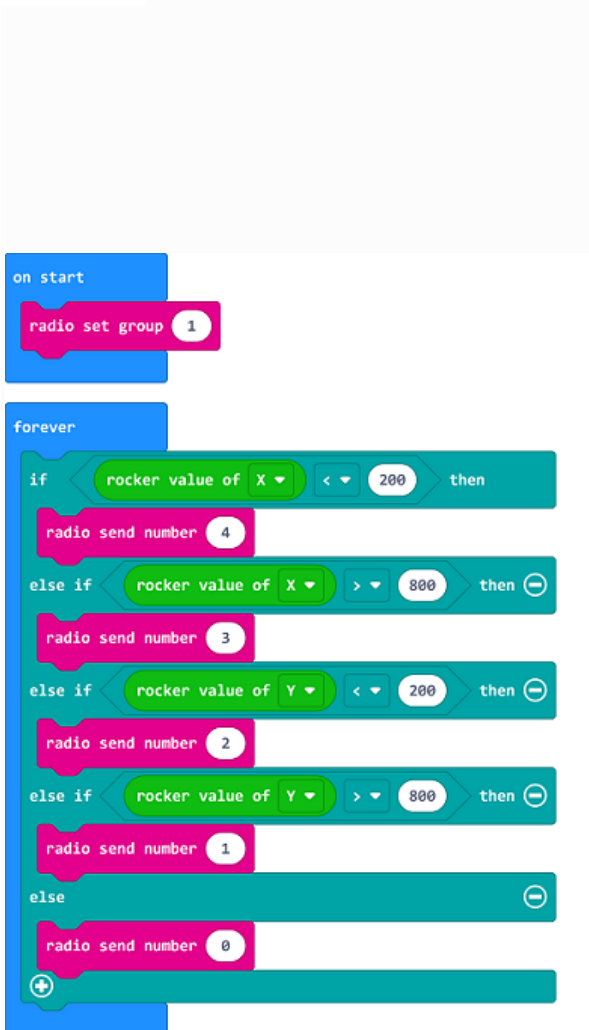 on start
radio set group 1
forever
if rocker value of X < 200 then
radio send number 4
else if rocker value of X > 800 then
radio send number 3
else if rocker value of Y < 200 then
radio send number 2
else if rocker value of Y > 800 then
radio send number 1
else
radio send number 0